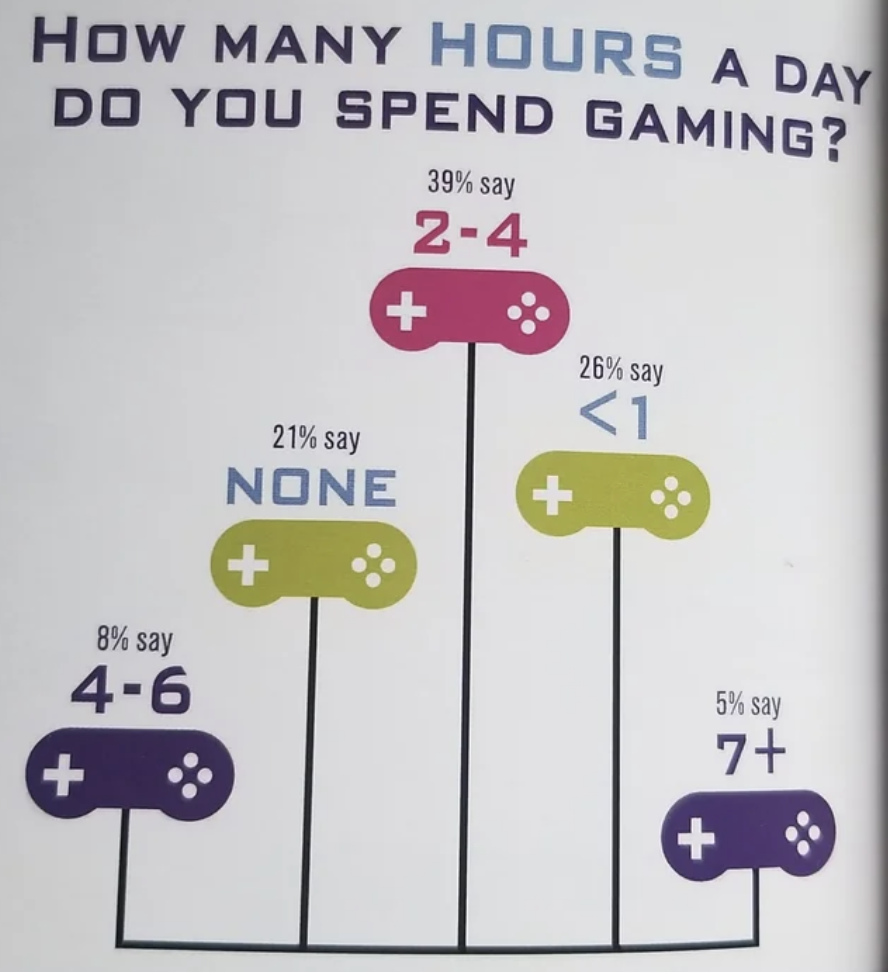 HOW MANY HOURS A DAY
DO YOU SPEND GAMING?
39% say
2-4
26% say
<1
21% say
NONE
8% say
4-6
5% say
7+